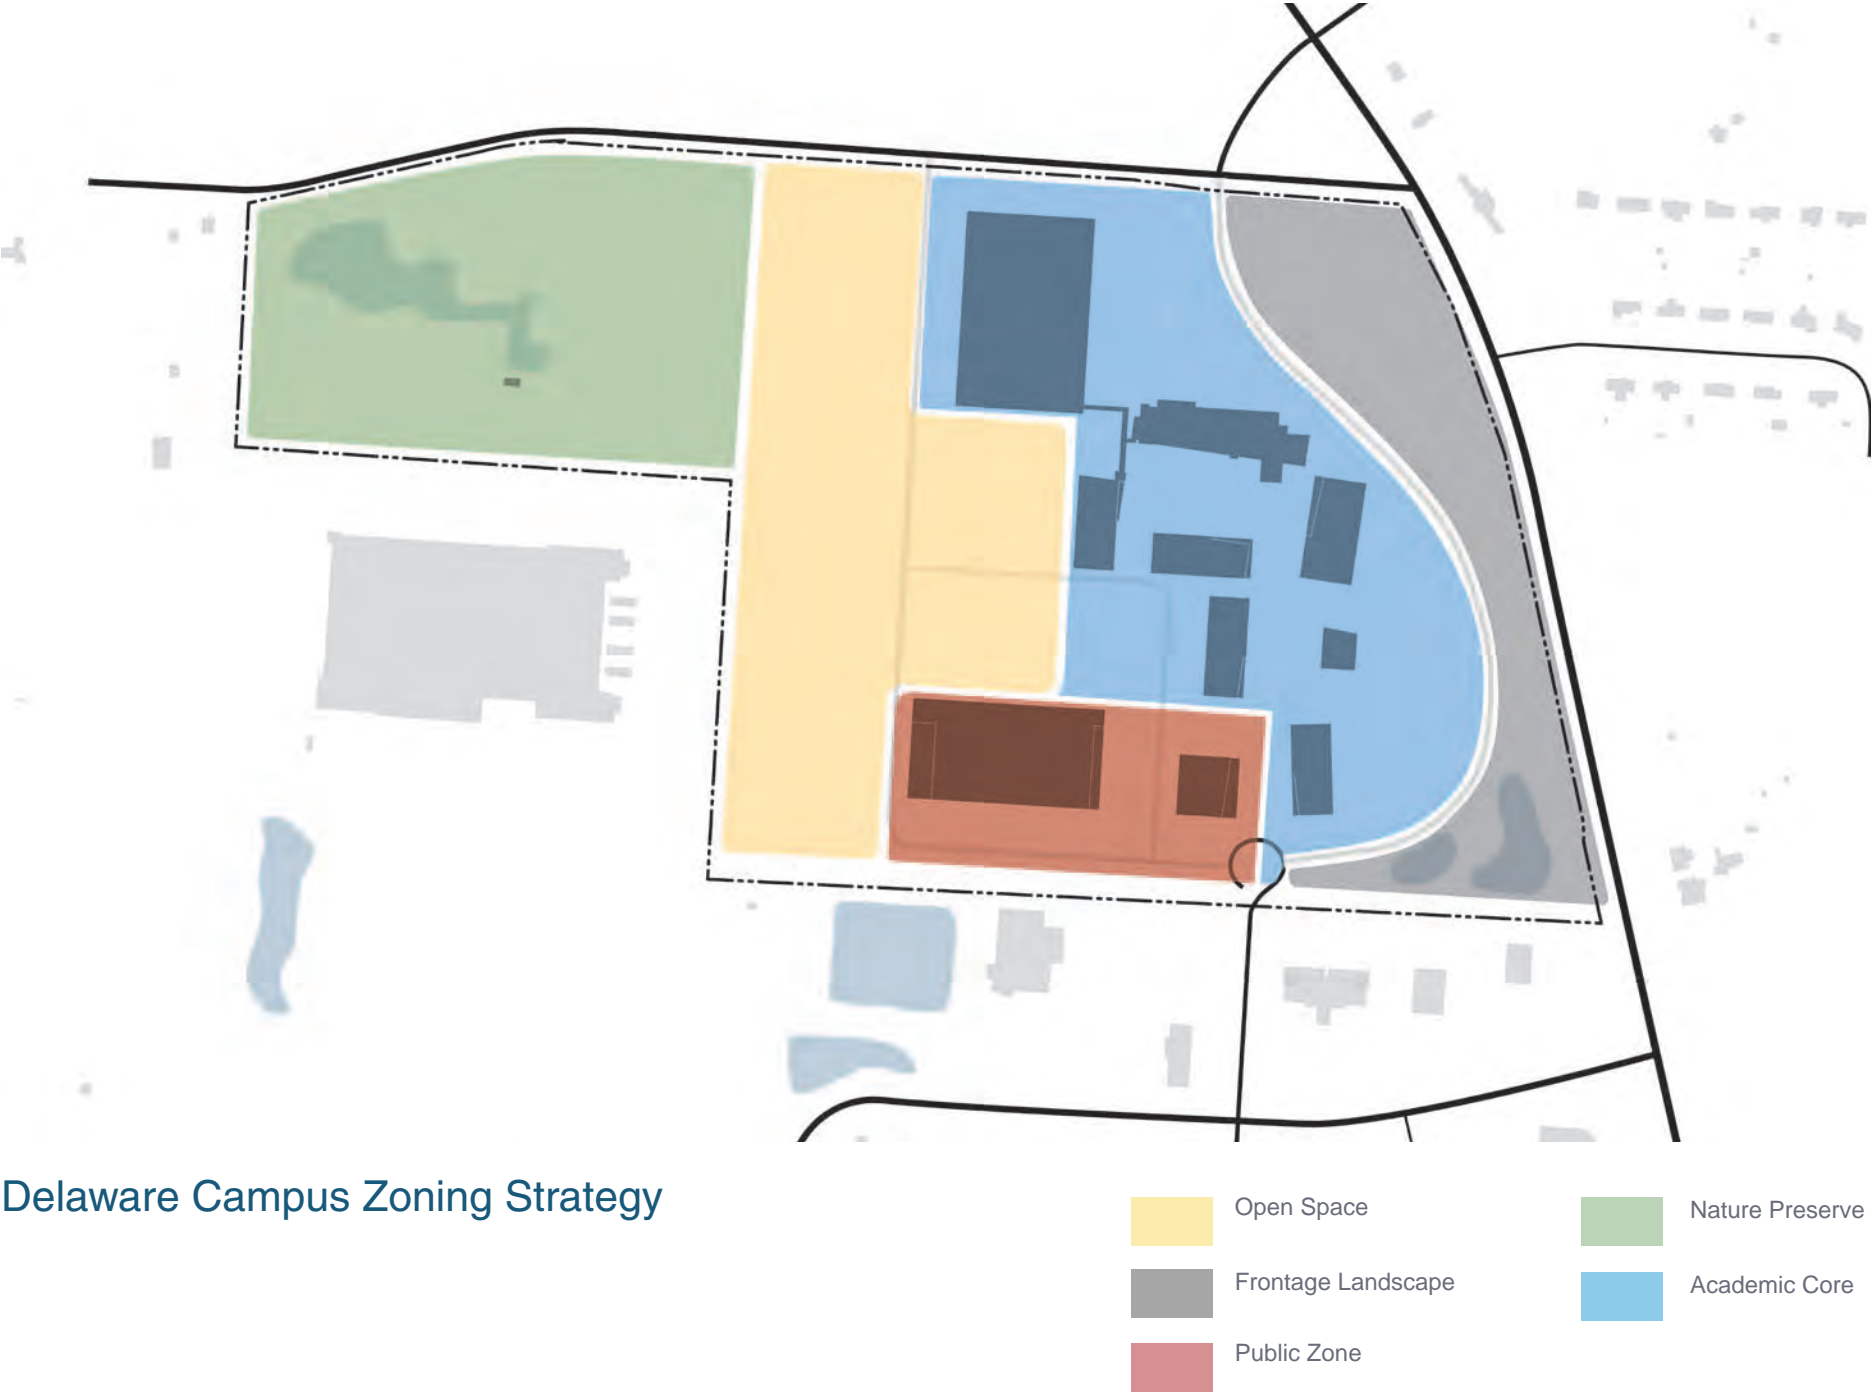 Delaware Campus Zoning Strategy
Open Space
Frontage Landscape
Public Zone
Nature Preserve
Academic Core